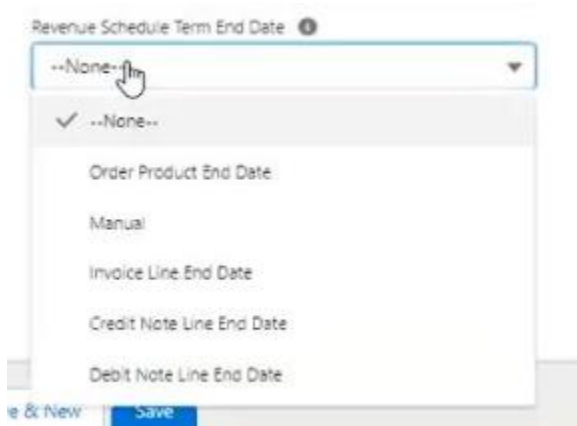 Revenue Schedule Term End Date
--None--
--None--
Order Product End Date
Manual
Invoice Line End Date
Credit Note Line End Date
Debit Note Line End Date
e & New Save